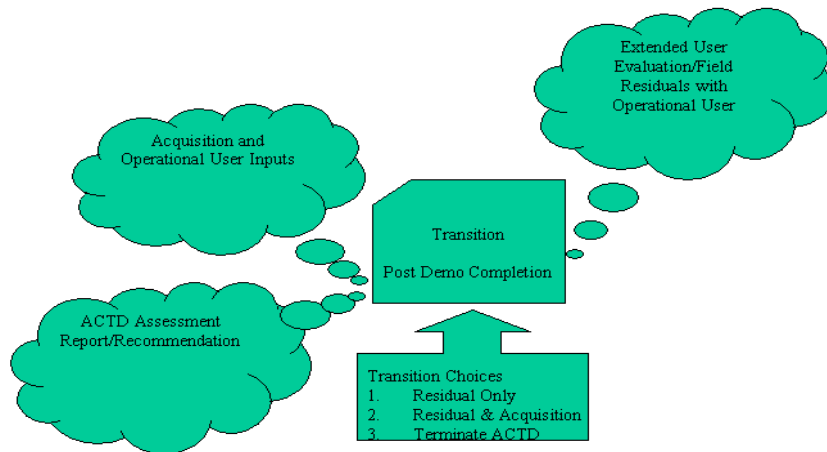 Extended User
Evaluation/Field
Residuals with
Operational User
Acquisition and
Operational User Inputs
Transition
Post Demo Completion
ACTD Assessment
Report/Recommendation
Transition Choices
1. Residual Only
2. Residual & Acquisition
3. Terminate ACTD